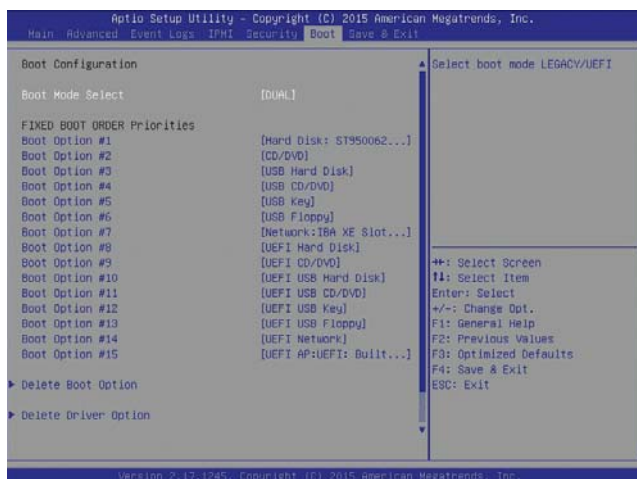 Aptio Setup Utility - Copyright (C) 2015 American Megatrends, Inc.
Main Advanced Event Logs IPMI Security Boot Save & Exit
Boot Configuration
Select boot mode LEGACY/UEFI
Boot Mode Select [DUAL]
FIXED BOOT ORDER Priorities
Boot Option #1 [Hard Disk: ST950062...]
Boot Option #2 [CD/DVD]
Boot Option #3 [USB Hard Disk]
Boot Option #4 [USB CD/DVD]
Boot Option #5 [USB Key]
Boot Option #6 [USB Floppy]
Boot Option #7 [Network:IBA XE Slot...]
Boot Option #8 [UEFI Hard Disk]
Boot Option #9 [UEFI CD/DVD]
Boot Option #10 [UEFI USB Hard Disk]
Boot Option #11 [UEFI USB CD/DVD]
Boot Option #12 [UEFI USB Key]
Boot Option #13 [UEFI USB Floppy]
Boot Option #14 [UEFI Network]
Boot Option #15 [UEFI AP:UEFI: Built...]
Delete Boot Option
Delete Driver Option
→←: Select Screen
↑↓: Select Item
Enter: Select
+/-: Change Opt.
F1: General Help
F2: Previous Values
F3: Optimized Defaults
F4: Save & Exit
ESC: Exit
Version 2.17.1245. Copyright (C) 2015 American Megatrends, Inc.